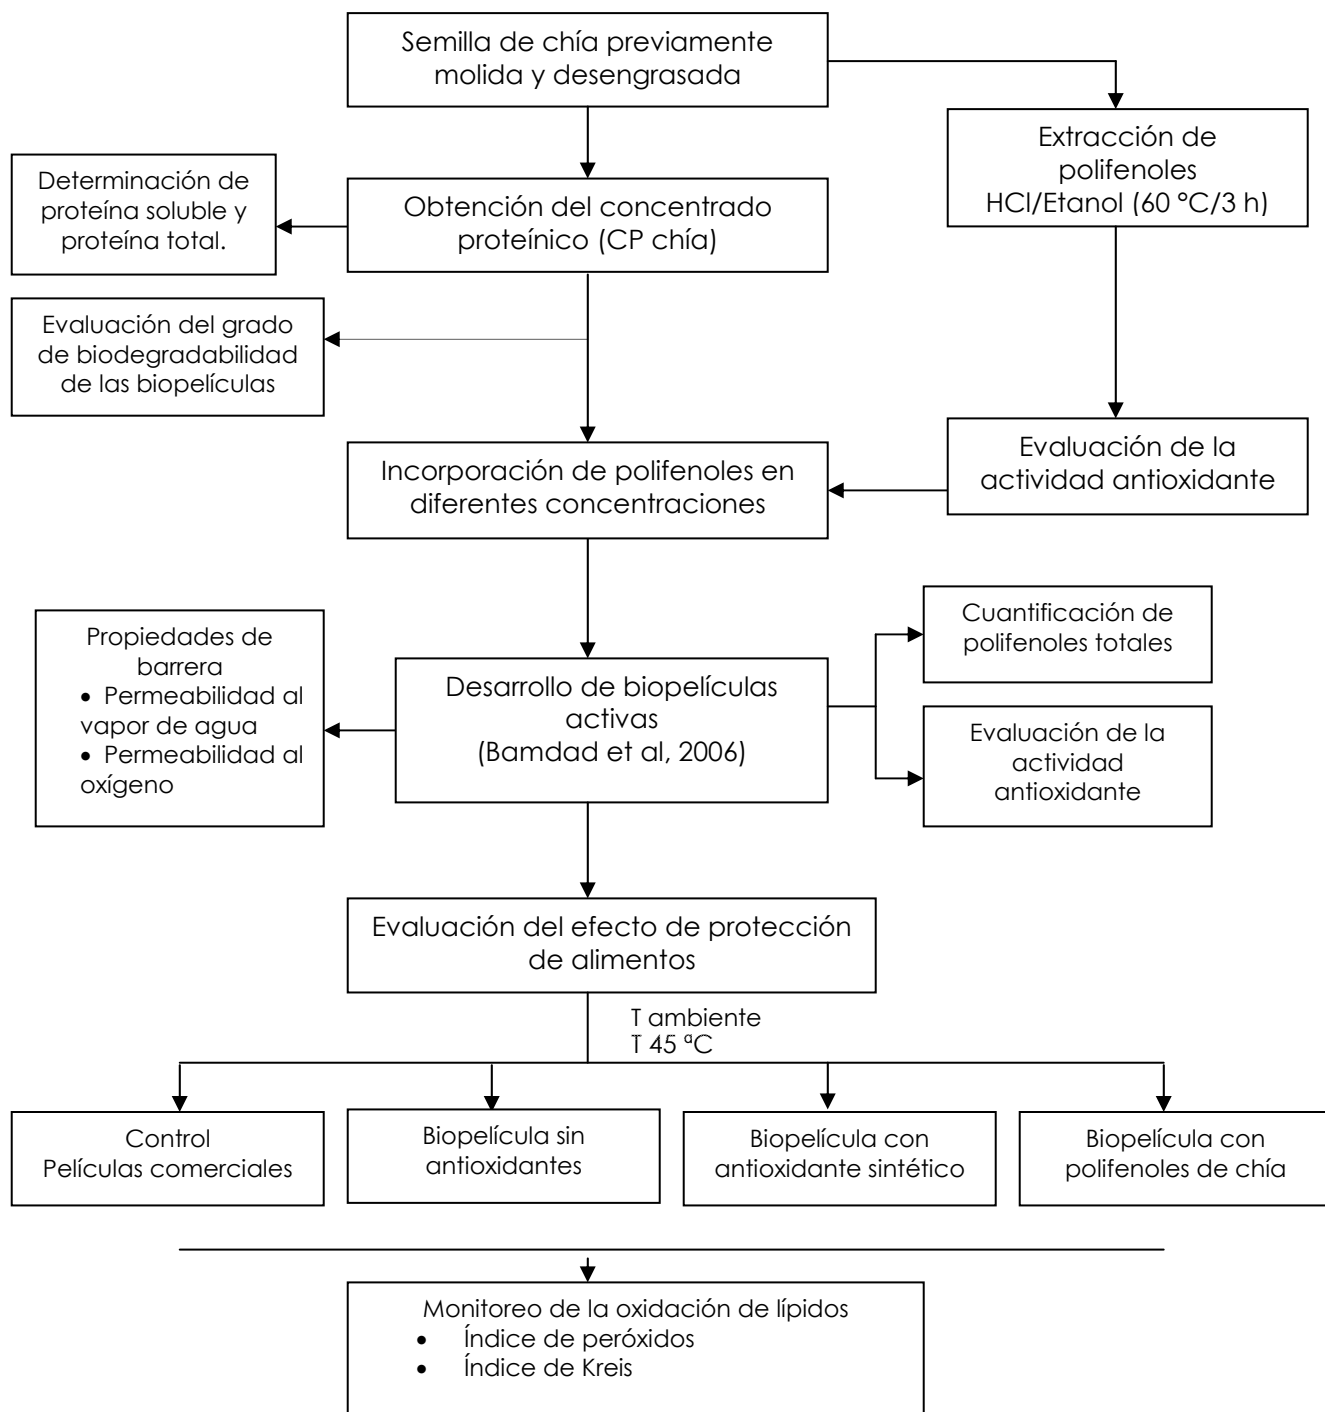 Semilla de chía previamente
molida y desengrasada
Extracción de
polifenoles
HCl/Etanol (60 °C/3 h)
Determinación de
proteína soluble y
proteína total.
Obtención del concentrado
proteínico (CP chía)
Evaluación del grado
de biodegradabilidad
de las biopelículas
Incorporación de polifenoles en
diferentes concentraciones
Evaluación de la
actividad antioxidante
Propiedades de
barrera
• Permeabilidad al
vapor de agua
• Permeabilidad al
oxígeno
Desarrollo de biopelículas
activas
(Bamdad et al, 2006)
Cuantificación de
polifenoles totales
Evaluación de la
actividad
antioxidante
Evaluación del efecto de protección
de alimentos
T ambiente
T 45 ªC
Control
Películas comerciales
Biopelícula sin
antioxidantes
Biopelícula con
antioxidante sintético
Biopelícula con
polifenoles de chía
Monitoreo de la oxidación de lípidos
• Índice de peróxidos
• Índice de Kreis